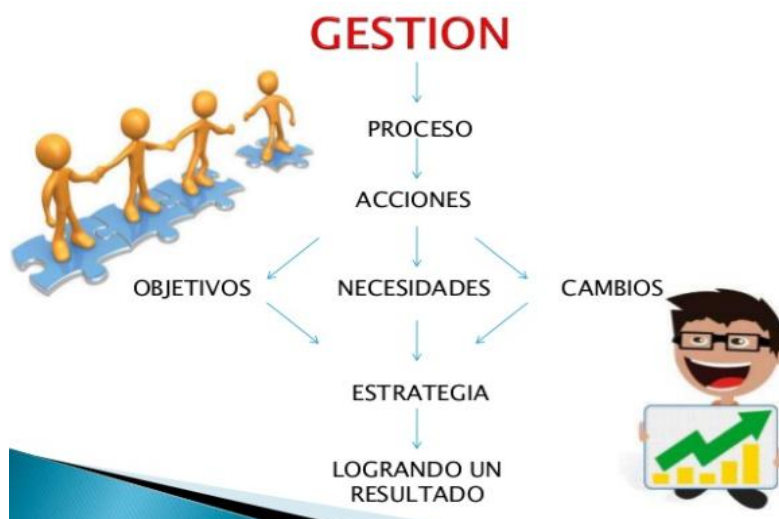 GESTION
PROCESO
ACCIONES
OBJETIVOS
NECESIDADES
CAMBIOS
ESTRATEGIA
LOGRANDO UN
RESULTADO